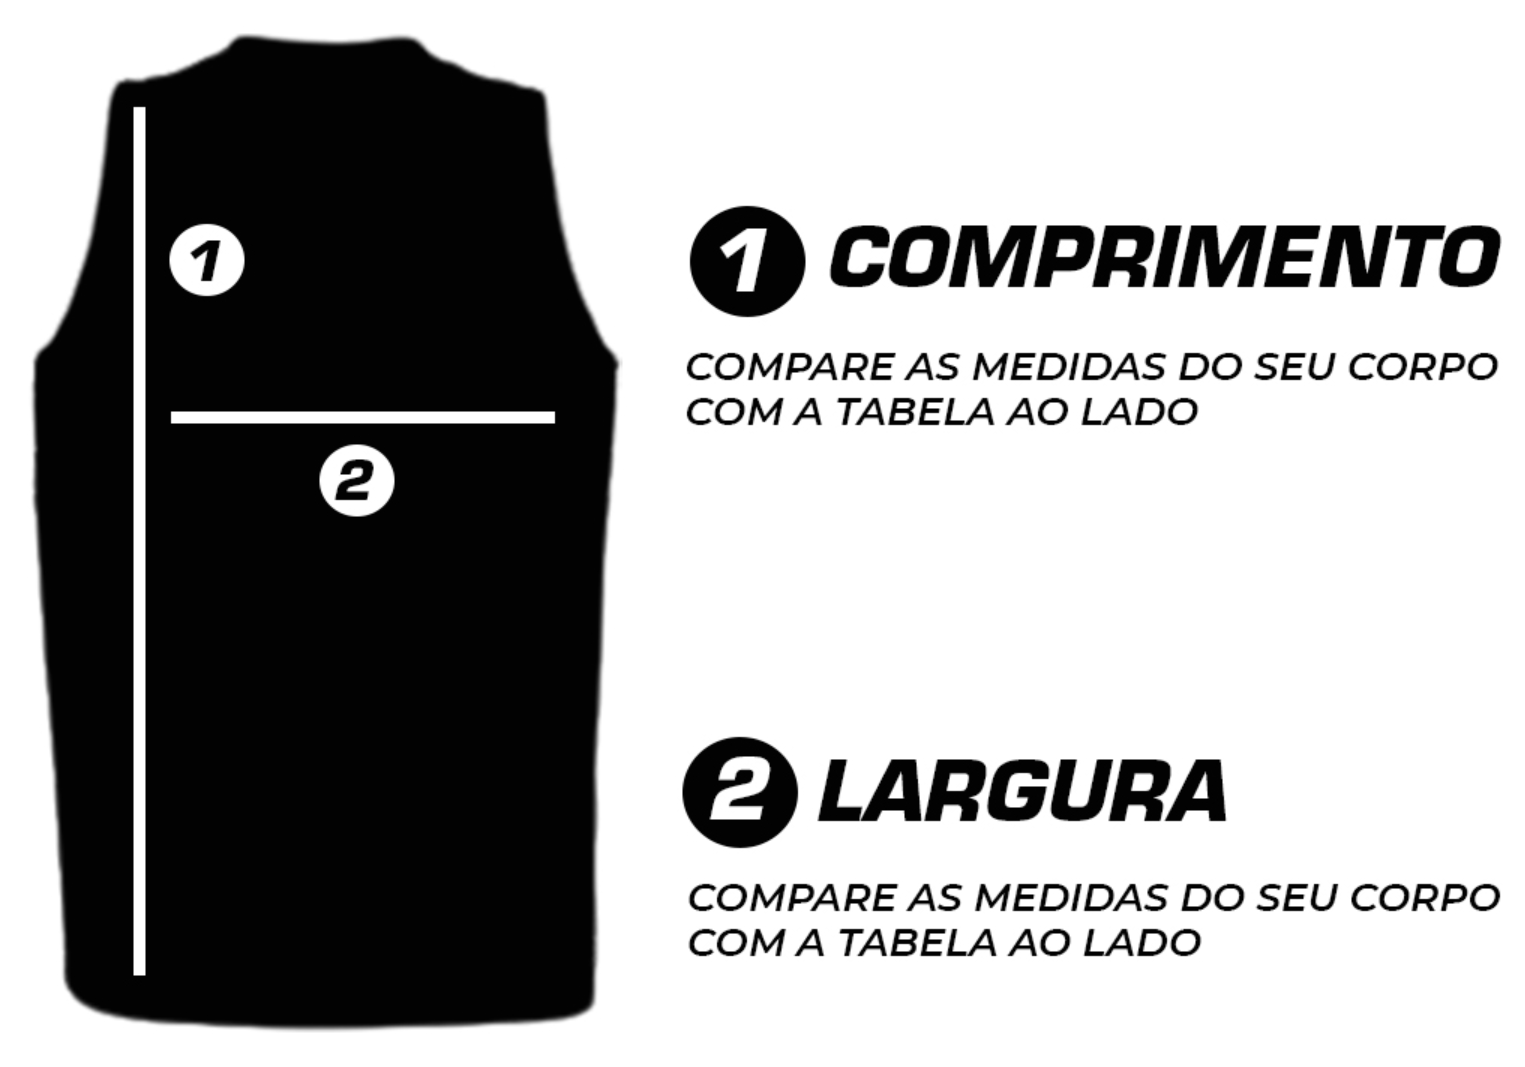 1
2
1 COMPRIMENTO
COMPARE AS MEDIDAS DO SEU CORPO
COM A TABELA AO LADO
2 LARGURA
COMPARE AS MEDIDAS DO SEU CORPO
COM A TABELA AO LADO